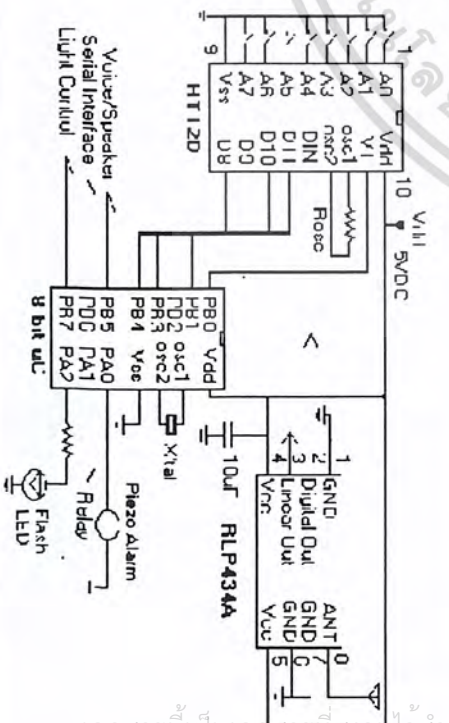 1
10
Vdd
5VDC
A0 Vdd
A1 VT
A2 osc1
A3 osc2
A4 DIN
A5 D11
A6 D10
A7 D9
Vss D8
9
HT12D
Rosc
Voice/Speaker
Serial Interface
Light Control
PB0 Vdd
PB1
PB2 osc1
PB3 osc2
PB4 Vcc
PB5 PA0
PB6 PA1
PB7 PA2
8 bit uC
X'tal
Piezo Alarm
Relay
Flash
LED
10uF
RLP434A
1 GND
2 Digital Out
3 Linear Out
4 Vcc
ANT 8
GND 7
GND 6
Vcc 5